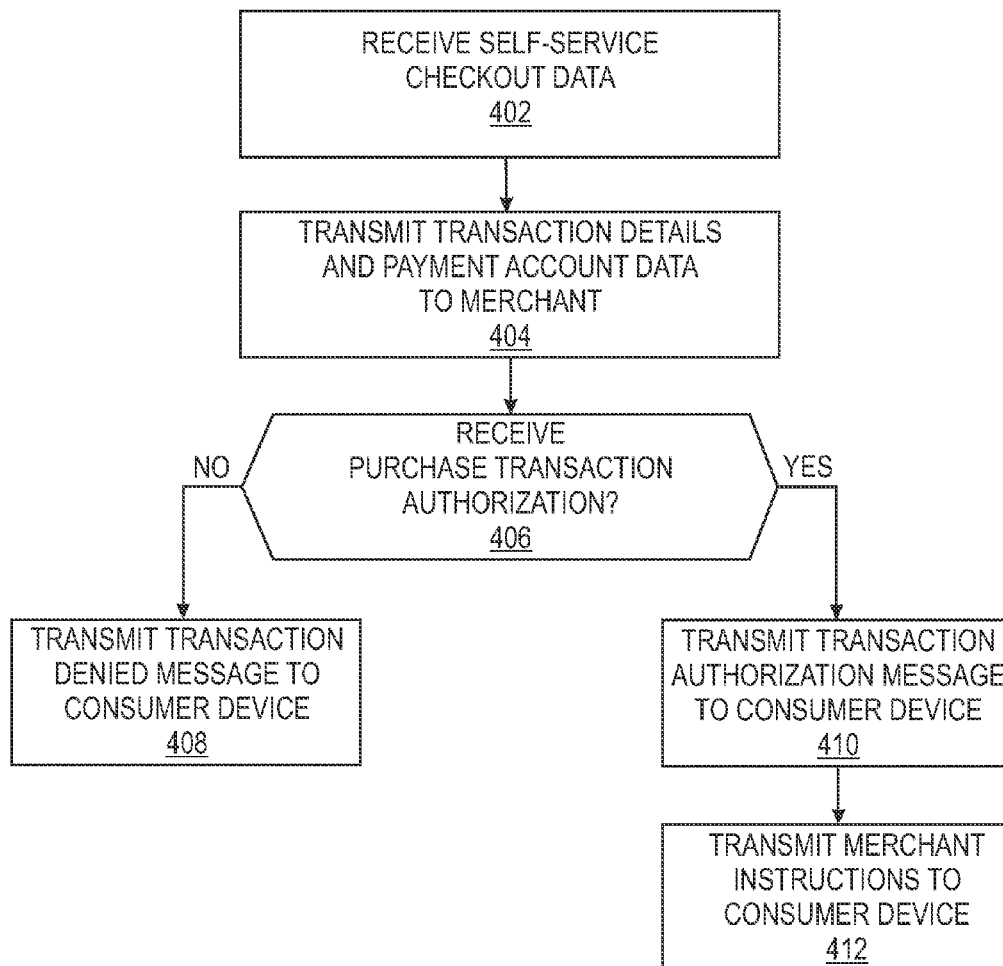 RECEIVE SELF-SERVICE
CHECKOUT DATA
402
TRANSMIT TRANSACTION DETAILS
AND PAYMENT ACCOUNT DATA
TO MERCHANT
404
RECEIVE
PURCHASE TRANSACTION
AUTHORIZATION?
406
NO
YES
TRANSMIT TRANSACTION
DENIED MESSAGE TO
CONSUMER DEVICE
408
TRANSMIT TRANSACTION
AUTHORIZATION MESSAGE
TO CONSUMER DEVICE
410
TRANSMIT MERCHANT
INSTRUCTIONS TO
CONSUMER DEVICE
412